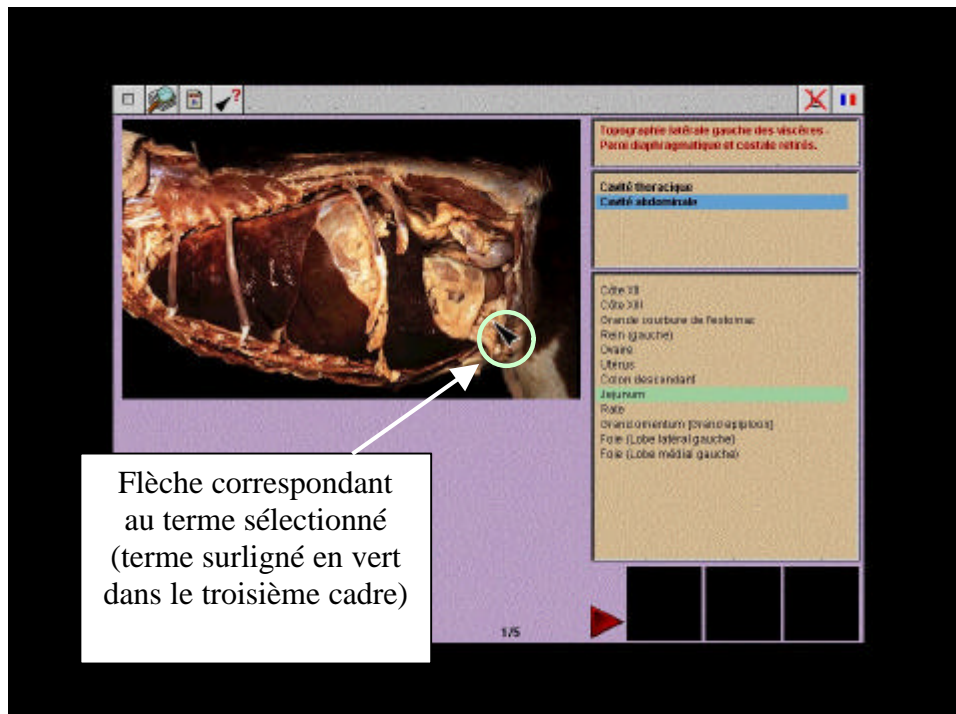 ?
Topographie latérale gauche des viscères -
Paroi diaphragmatique et costale retirés.
Cavité thoracique
Cavité abdominale
Côte XII
Côte XIII
Grande courbure de l'estomac
Rein (gauche)
Ovaire
Utérus
Colon descendant
Jejunum
Rate
Grand omentum [Grand epiploon]
Foie (Lobe latéral gauche)
Foie (Lobe médial gauche)
Flèche correspondant
au terme sélectionné
(terme surligné en vert
dans le troisième cadre)
1/5